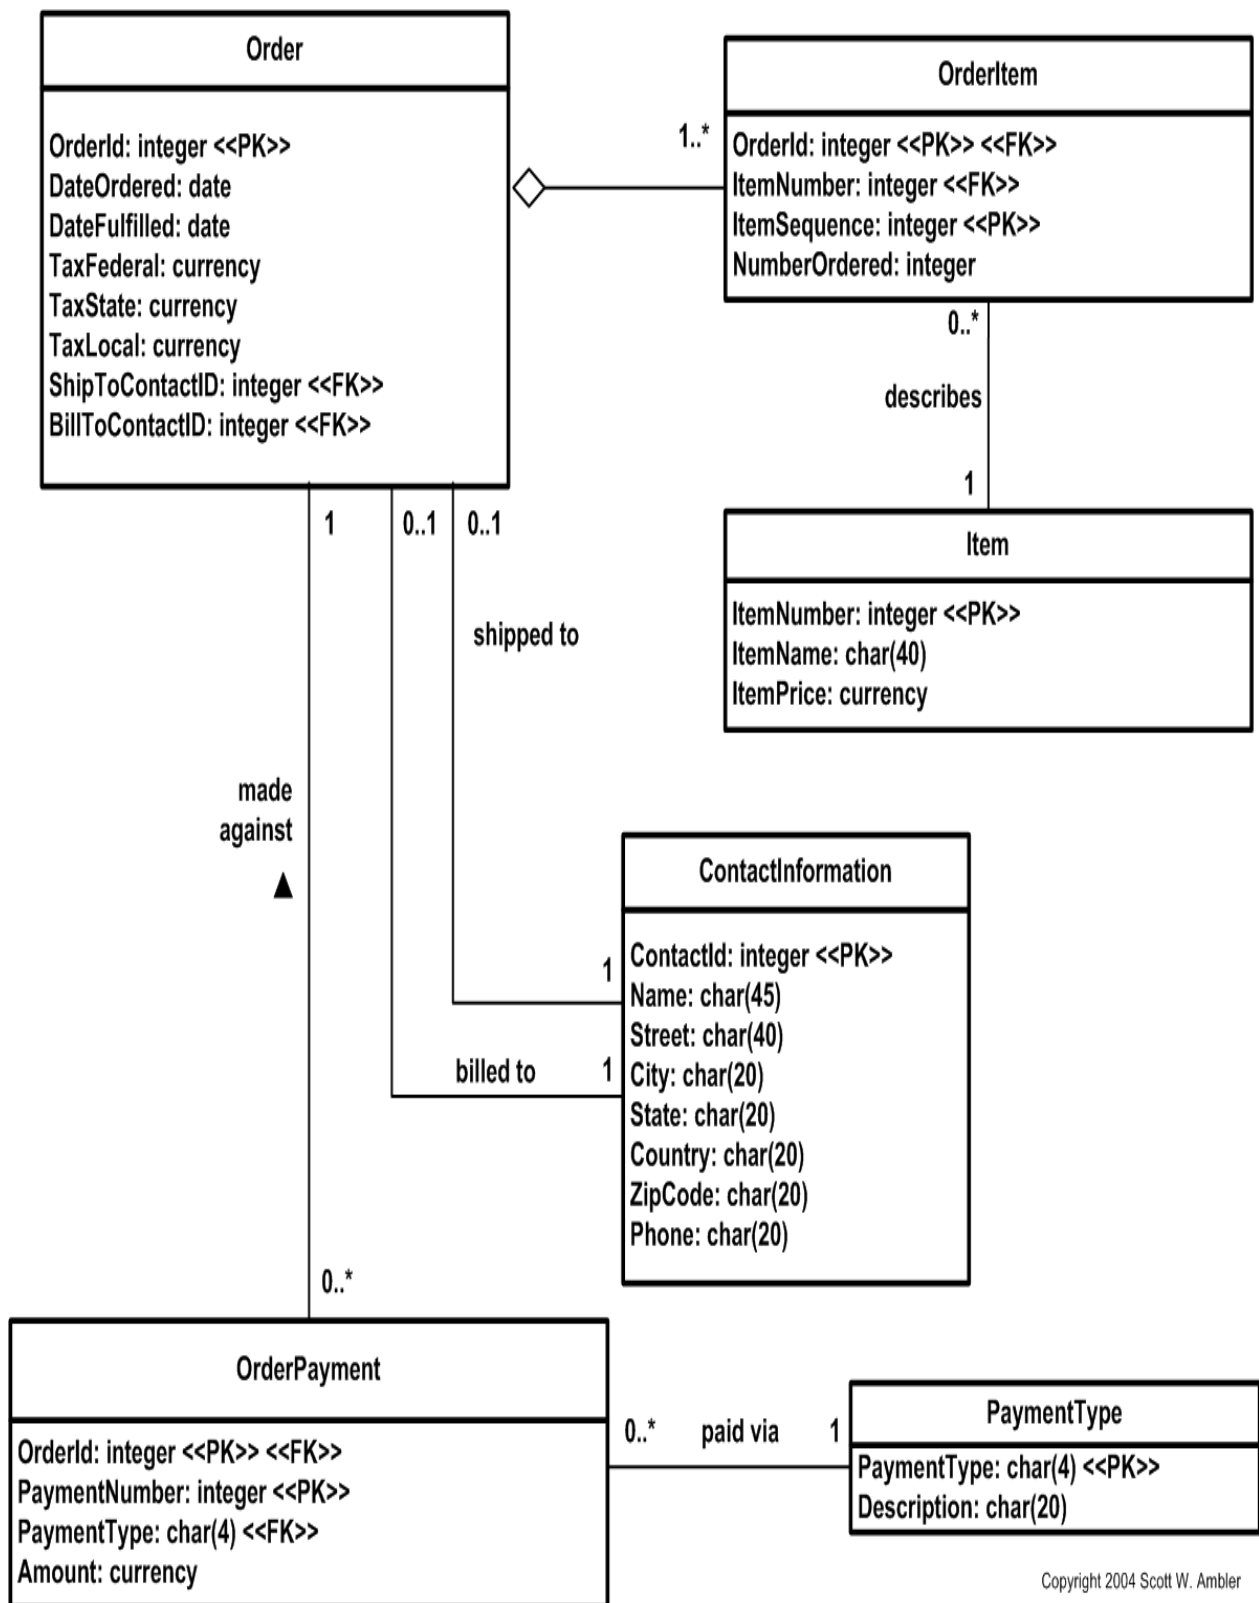 Order
OrderId: integer <<PK>>
DateOrdered: date
DateFulfilled: date
TaxFederal: currency
TaxState: currency
TaxLocal: currency
ShipToContactID: integer <<FK>>
BillToContactID: integer <<FK>>
1..*
OrderItem
OrderId: integer <<PK>> <<FK>>
ItemNumber: integer <<FK>>
ItemSequence: integer <<PK>>
NumberOrdered: integer
0..*
describes
1
Item
ItemNumber: integer <<PK>>
ItemName: char(40)
ItemPrice: currency
1
0..1
0..1
shipped to
made
against
1
billed to
1
ContactInformation
ContactId: integer <<PK>>
Name: char(45)
Street: char(40)
City: char(20)
State: char(20)
Country: char(20)
ZipCode: char(20)
Phone: char(20)
0..*
OrderPayment
OrderId: integer <<PK>> <<FK>>
PaymentNumber: integer <<PK>>
PaymentType: char(4) <<FK>>
Amount: currency
0..*
paid via
1
PaymentType
PaymentType: char(4) <<PK>>
Description: char(20)
Copyright 2004 Scott W. Ambler